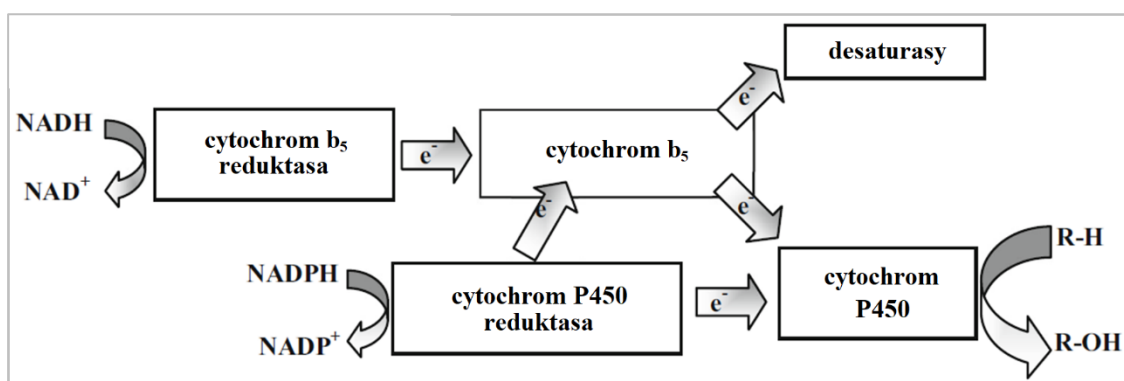 desaturasy
NADH
cytochrom b₅
reduktasa
NAD⁺
e⁻
cytochrom b₅
e⁻
e⁻
e⁻
NADPH
cytochrom P450
reduktasa
NADP⁺
e⁻
cytochrom
P450
R-H
R-OH